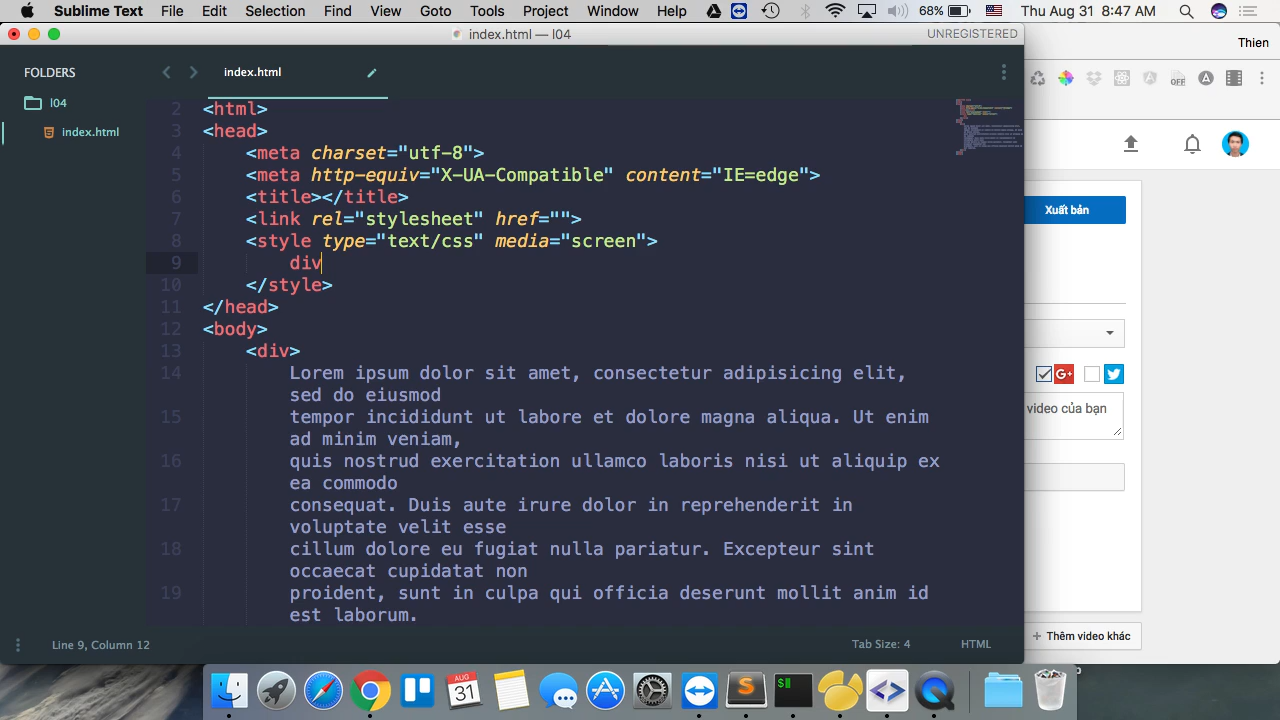 Sublime Text File Edit Selection Find View Goto Tools Project Window Help 68% Thu Aug 31 8:47 AM
index.html — l04 UNREGISTERED
Thien
FOLDERS
index.html
l04
index.html
OFF
2 <html>
3 <head>
4 <meta charset="utf-8">
5 <meta http-equiv="X-UA-Compatible" content="IE=edge">
6 <title></title>
7 <link rel="stylesheet" href="">
8 <style type="text/css" media="screen">
9 div
10 </style>
11 </head>
12 <body>
13 <div>
14 Lorem ipsum dolor sit amet, consectetur adipisicing elit,
sed do eiusmod
15 tempor incididunt ut labore et dolore magna aliqua. Ut enim
ad minim veniam,
16 quis nostrud exercitation ullamco laboris nisi ut aliquip ex
ea commodo
17 consequat. Duis aute irure dolor in reprehenderit in
voluptate velit esse
18 cillum dolore eu fugiat nulla pariatur. Excepteur sint
occaecat cupidatat non
19 proident, sunt in culpa qui officia deserunt mollit anim id
est laborum.
Xuất bản
G+
video của bạn
+ Thêm video khác
Line 9, Column 12 Tab Size: 4 HTML
AUG
31
$